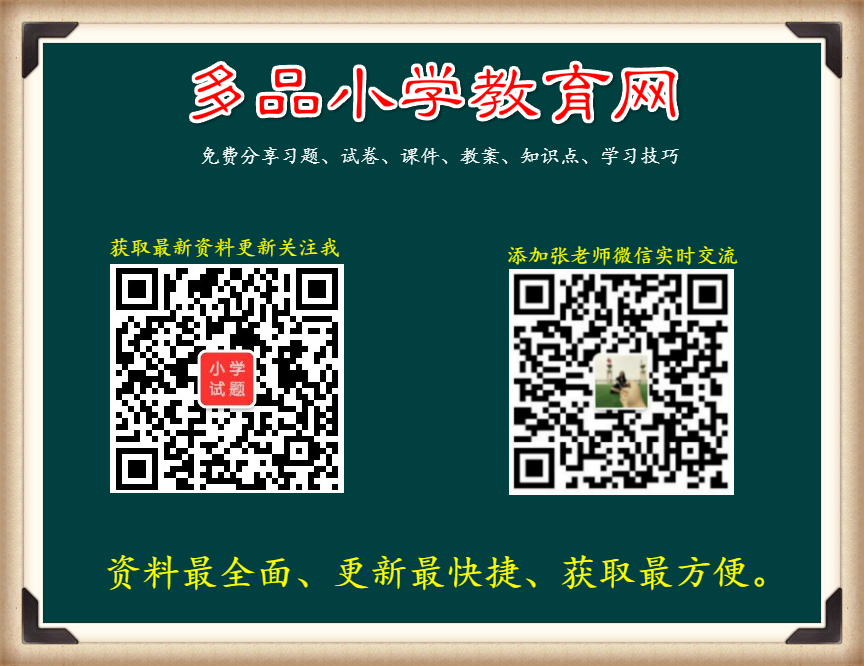 多品小学教育网
免费分享习题、试卷、课件、教案、知识点、学习技巧
获取最新资料更新关注我
添加张老师微信实时交流
小学
试题
资料最全面、更新最快捷、获取最方便。